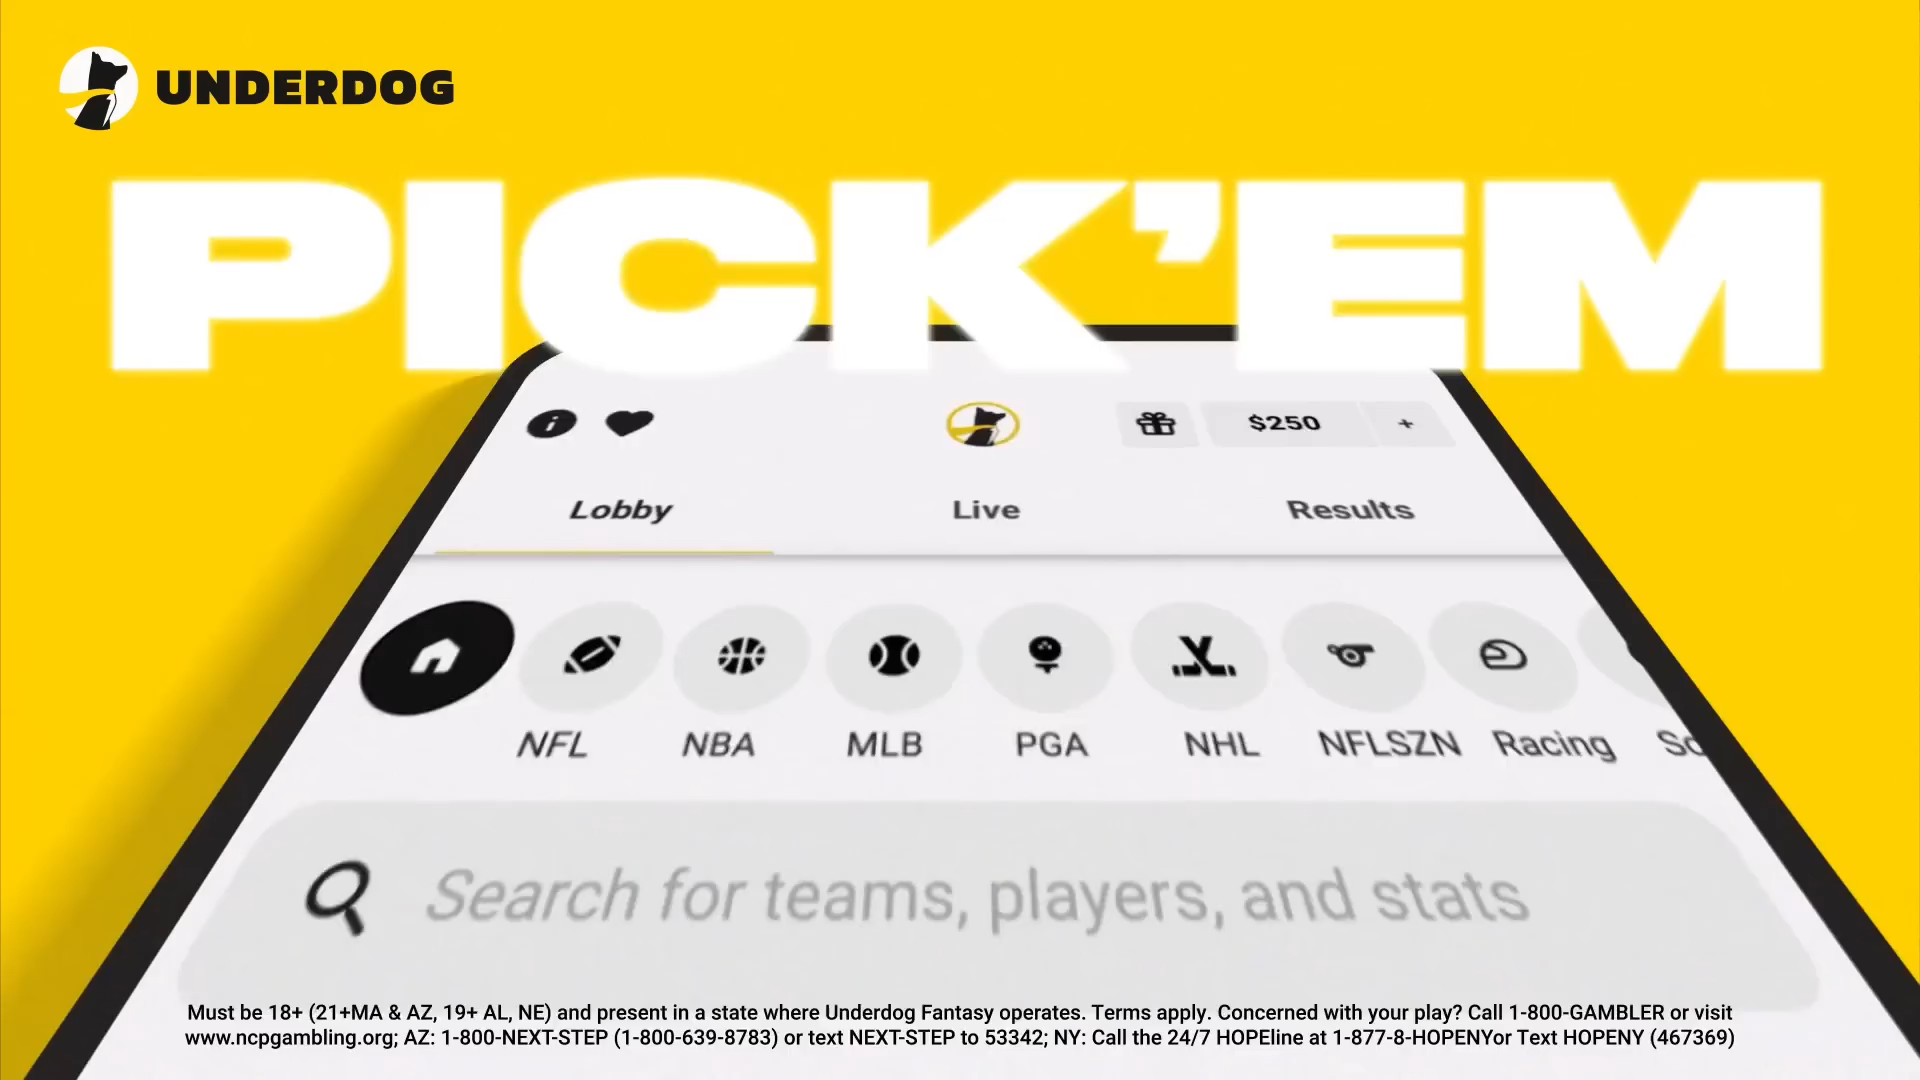 UNDERDOG
PICK'EM
$250 +
Lobby Live Results
NFL NBA MLB PGA NHL NFLSZN Racing
Search for teams, players, and stats
Must be 18+ (21+MA & AZ, 19+ AL, NE) and present in a state where Underdog Fantasy operates. Terms apply. Concerned with your play? Call 1-800-GAMBLER or visit
www.ncpgambling.org; AZ: 1-800-NEXT-STEP (1-800-639-8783) or text NEXT-STEP to 53342; NY: Call the 24/7 HOPEline at 1-877-8-HOPENYor Text HOPENY (467369)